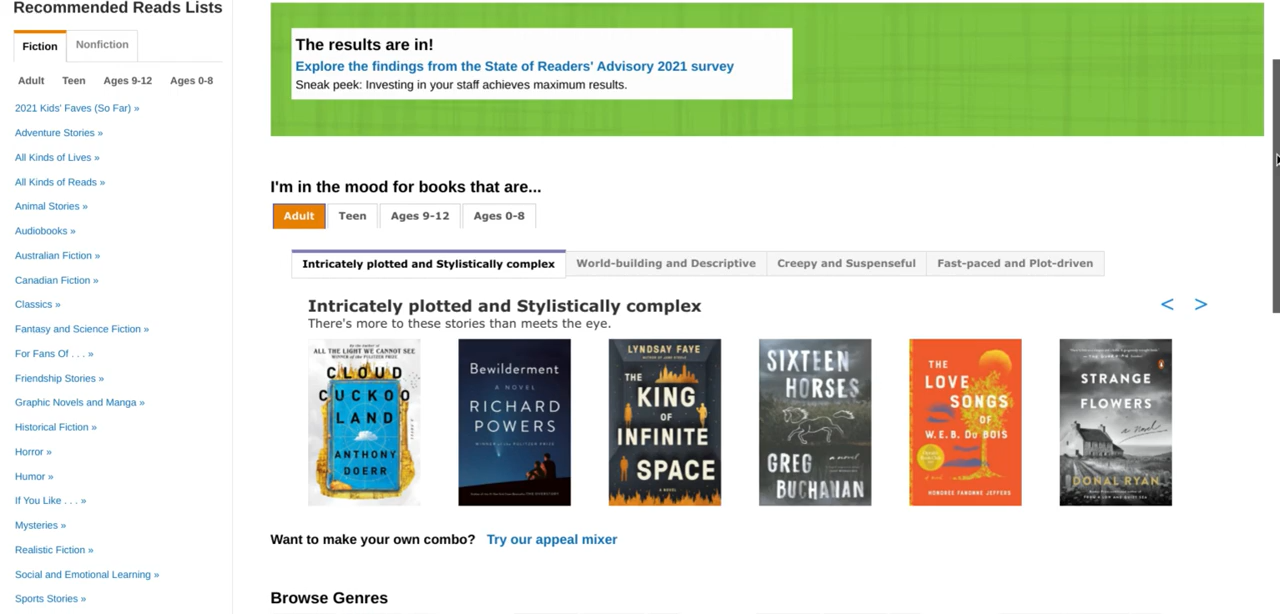 Recommended Reads Lists
Fiction
Nonfiction
Adult
Teen
Ages 9-12
Ages 0-8
2021 Kids' Faves (So Far) »
Adventure Stories »
All Kinds of Lives »
All Kinds of Reads »
Animal Stories »
Audiobooks »
Australian Fiction »
Canadian Fiction »
Classics »
Fantasy and Science Fiction »
For Fans Of . . . »
Friendship Stories »
Graphic Novels and Manga »
Historical Fiction »
Horror »
Humor »
If You Like . . . »
Mysteries »
Realistic Fiction »
Social and Emotional Learning »
Sports Stories »
The results are in!
Explore the findings from the State of Readers' Advisory 2021 survey
Sneak peek: Investing in your staff achieves maximum results.
I'm in the mood for books that are...
Adult
Teen
Ages 9-12
Ages 0-8
Intricately plotted and Stylistically complex
World-building and Descriptive
Creepy and Suspenseful
Fast-paced and Plot-driven
Intricately plotted and Stylistically complex
< >
There's more to these stories than meets the eye.
ALL THE LIGHT WE CANNOT SEE
CLOUD
CUCKOO
LAND
ANTHONY
DOERR
Bewilderment
A NOVEL
RICHARD
POWERS
LYNDSAY FAYE
THE
KING
OF
INFINITE
SPACE
A NOVEL
SIXTEEN
HORSES
a novel
GREG
BUCHANAN
THE
LOVE
SONGS
OF
W.E.B. Du BOIS
HONORÉE FANONNE JEFFERS
STRANGE
FLOWERS
a novel
DONAL RYAN
Want to make your own combo? Try our appeal mixer
Browse Genres